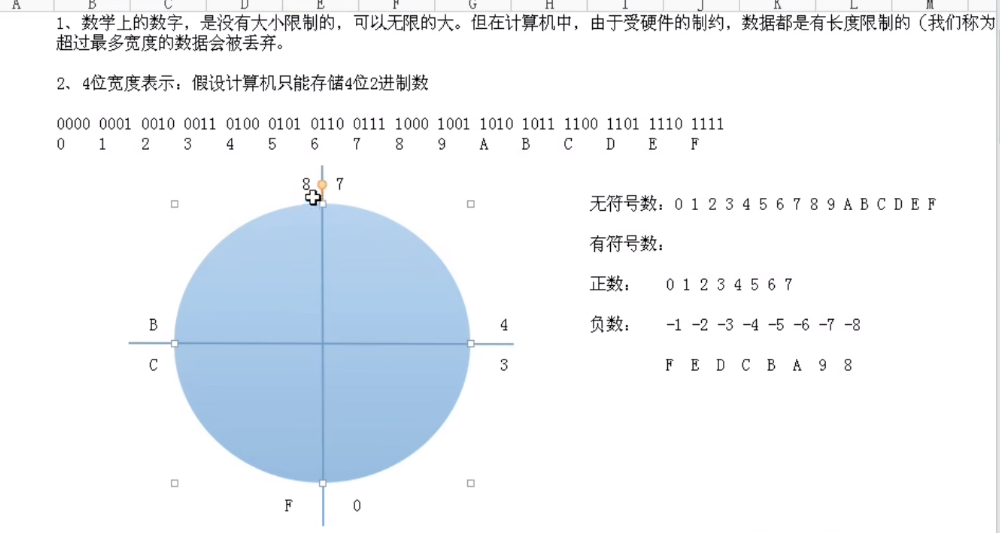 A B C D E F G H I J K L M
1、数学上的数字，是没有大小限制的，可以无限的大。但在计算机中，由于受硬件的制约，数据都是有长度限制的（我们称为
超过最多宽度的数据会被丢弃。
2、4位宽度表示：假设计算机只能存储4位2进制数
0000 0001 0010 0011 0100 0101 0110 0111 1000 1001 1010 1011 1100 1101 1110 1111
0 1 2 3 4 5 6 7 8 9 A B C D E F
8 7
无符号数：0 1 2 3 4 5 6 7 8 9 A B C D E F
有符号数：
正数： 0 1 2 3 4 5 6 7
B 4
负数： -1 -2 -3 -4 -5 -6 -7 -8
C 3
F E D C B A 9 8
F 0